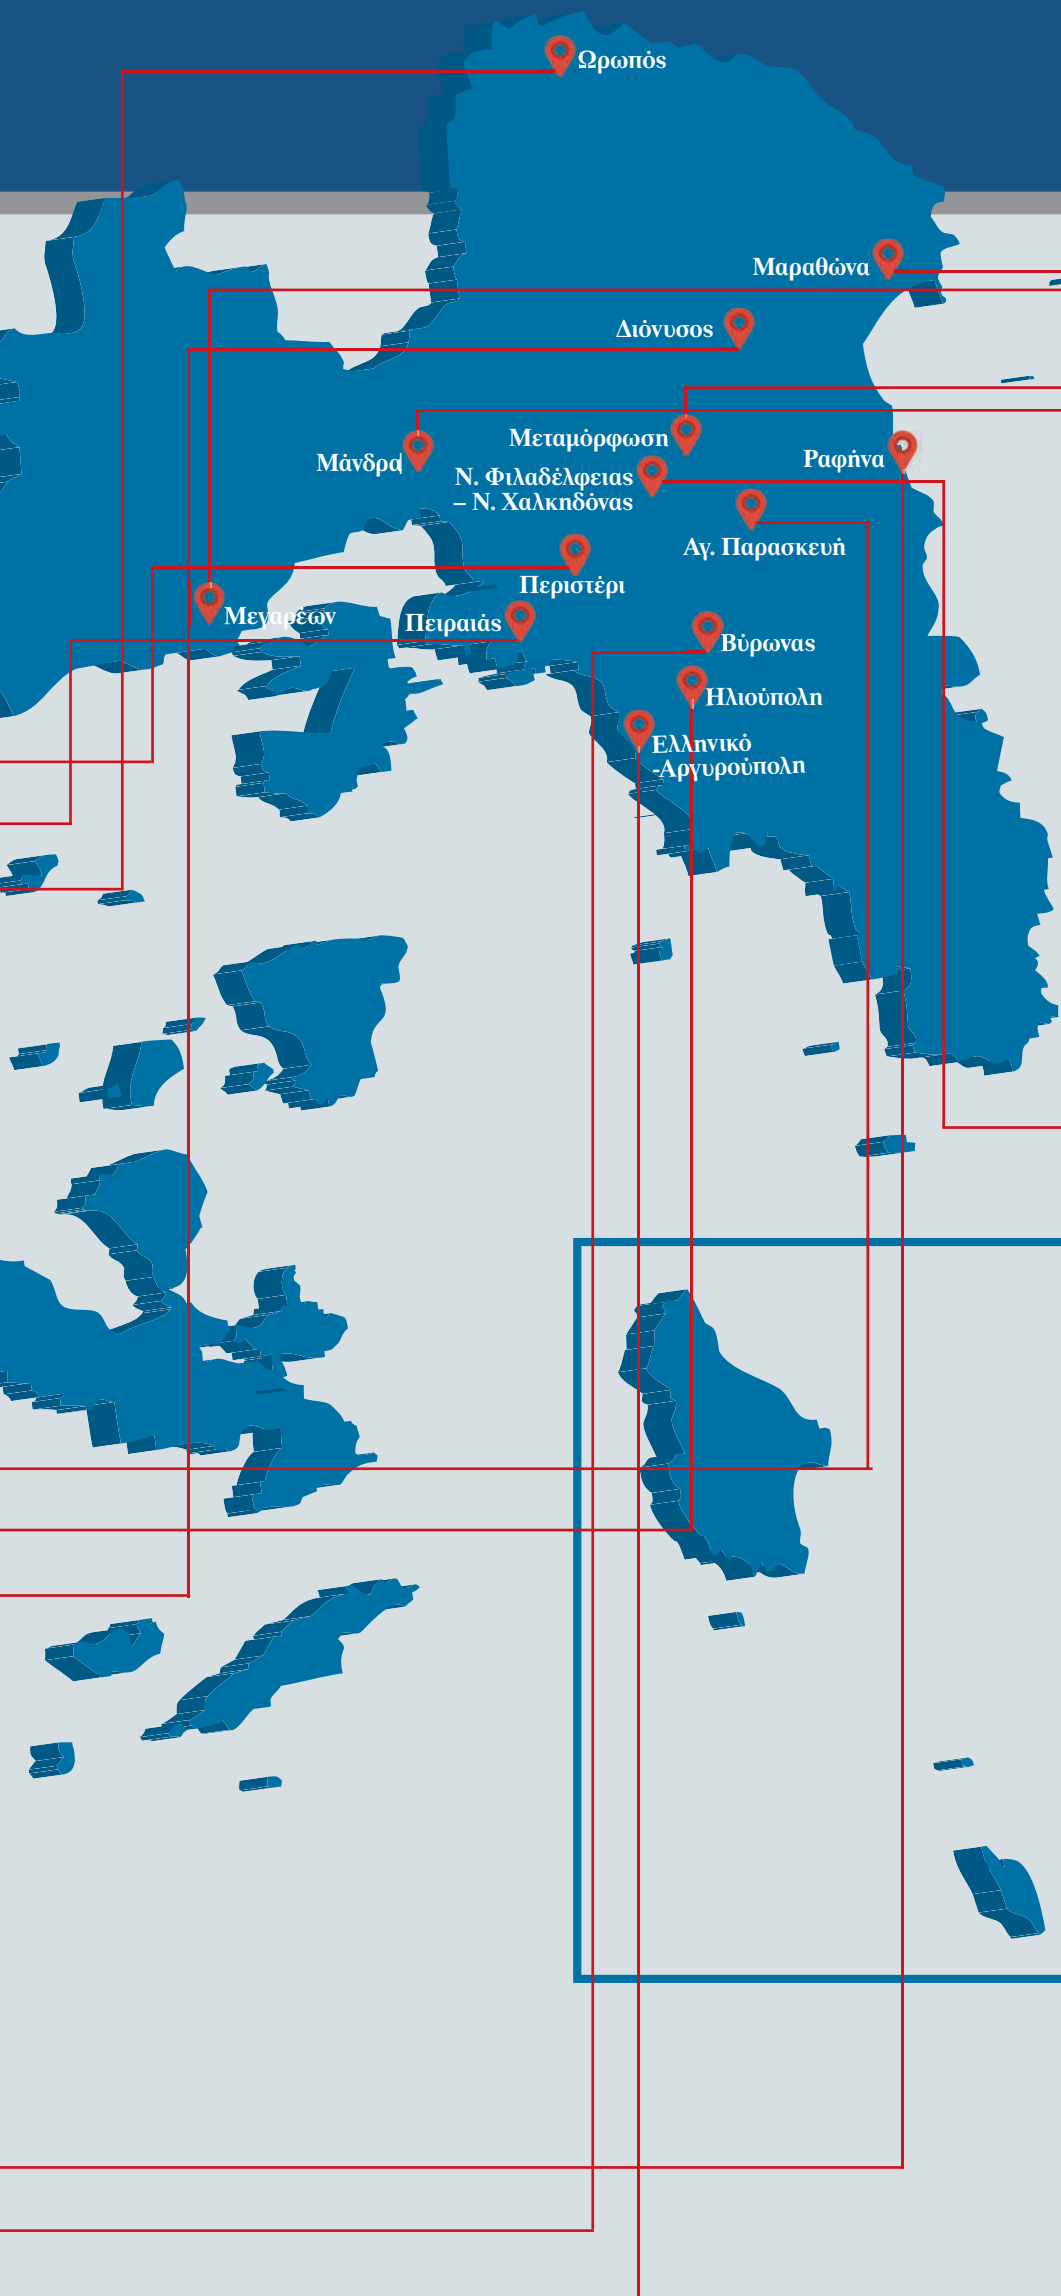 Ωρωπός
Μαραθώνα
Διόνυσος
Μεταμόρφωση
Μάνδρα
Ραφήνα
Ν. Φιλαδέλφειας
– Ν. Χαλκηδόνας
Αγ. Παρασκευή
Περιστέρι
Μεγαρέων
Πειραιάς
Βύρωνας
Ηλιούπολη
Ελληνικό
-Αργυρούπολη